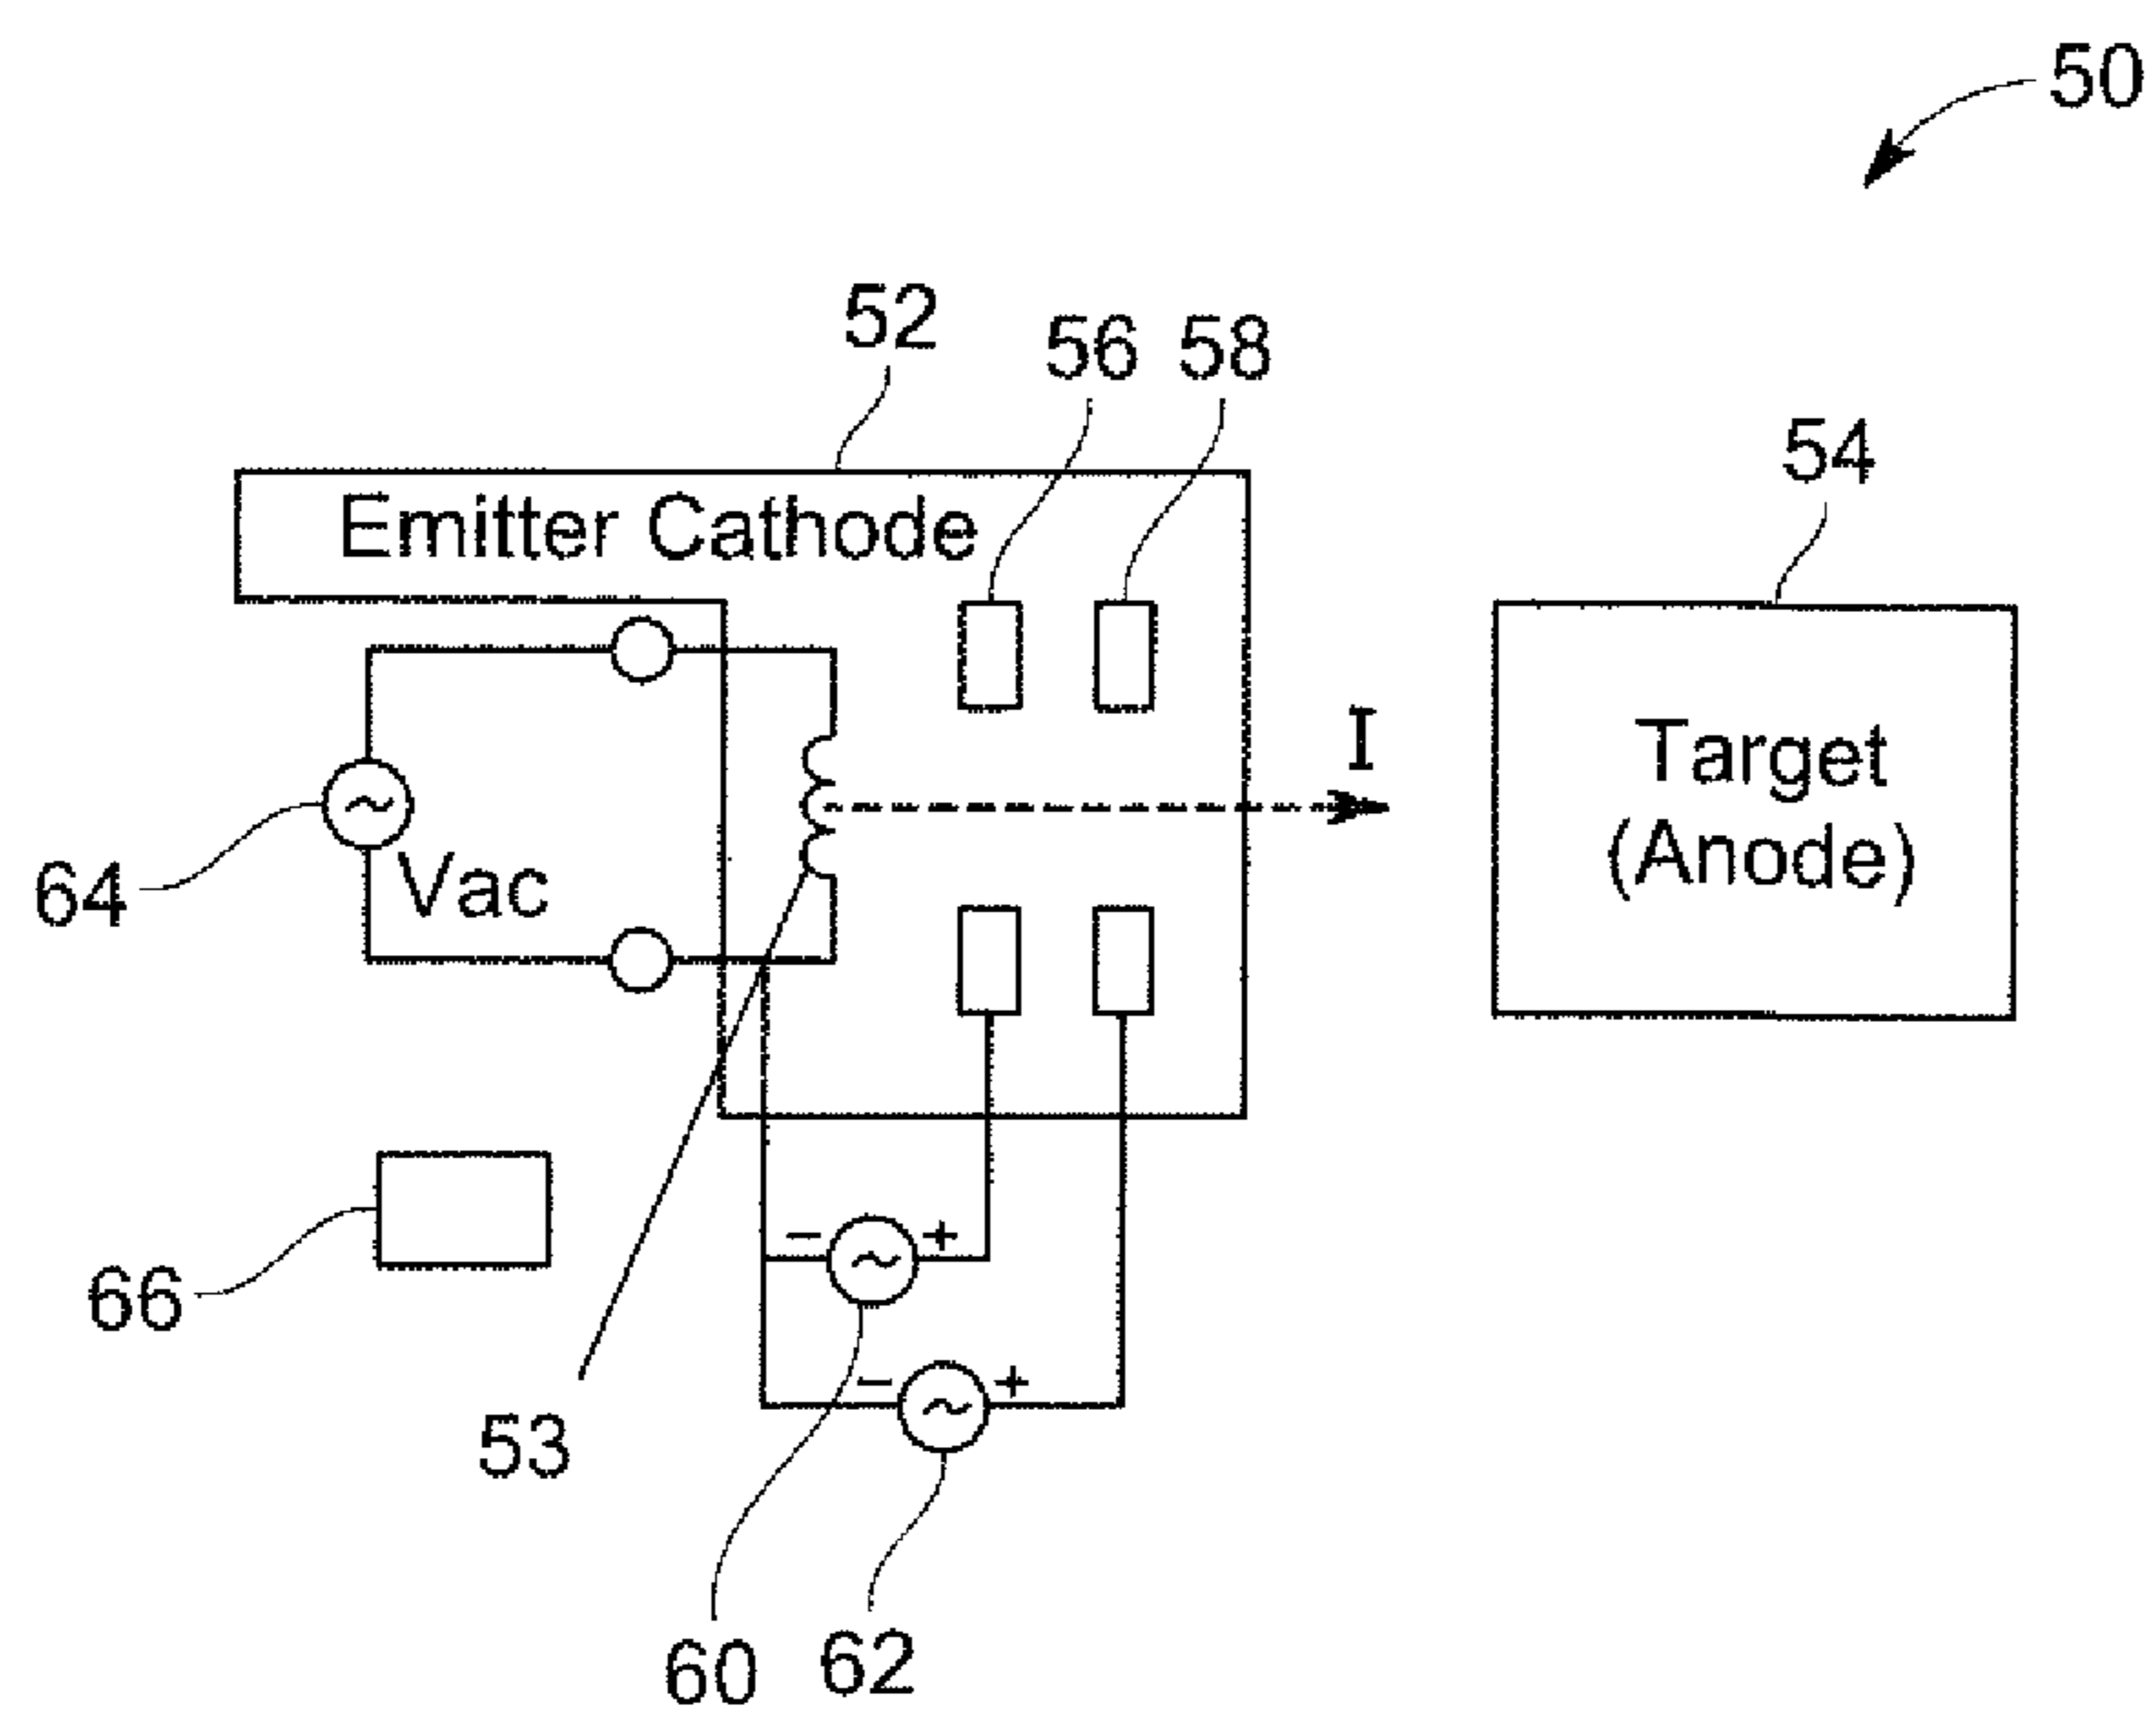 50
52
56 58
54
Emitter Cathode
I
Target
(Anode)
64
Vac
66
- +
- +
53
60 62